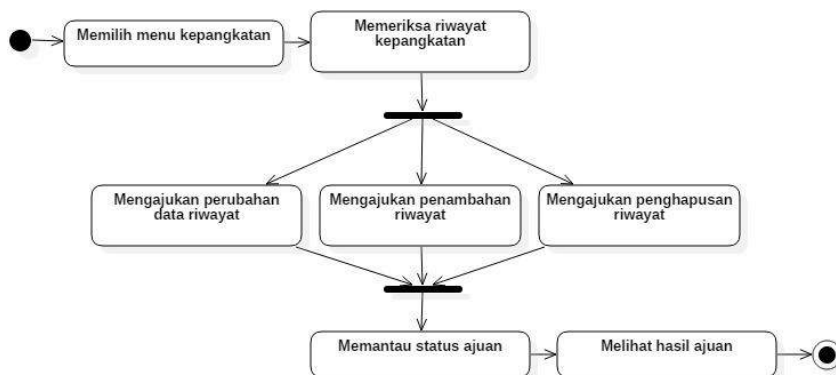 Memilih menu kepangkatan
Memeriksa riwayat
kepangkatan
Mengajukan perubahan
data riwayat
Mengajukan penambahan
riwayat
Mengajukan penghapusan
riwayat
Memantau status ajuan
Melihat hasil ajuan